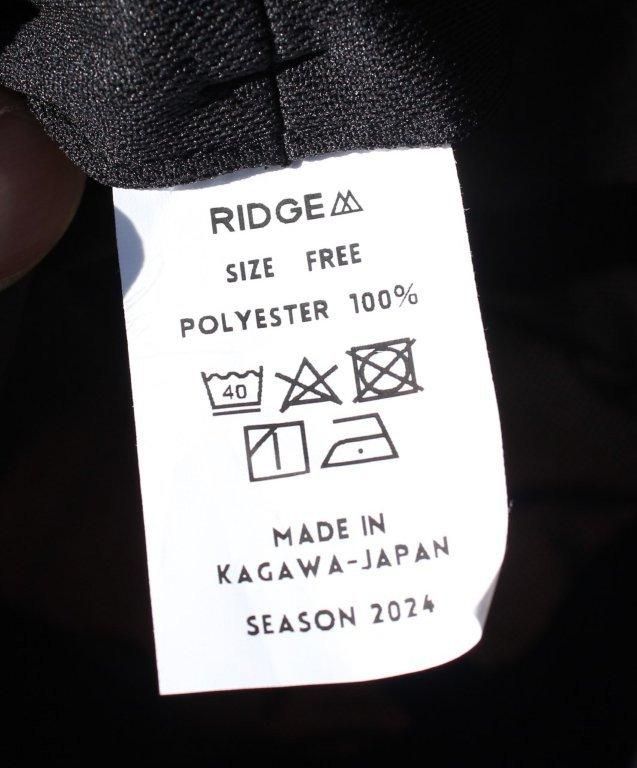 RIDGE
SIZE FREE
POLYESTER 100%
40
MADE IN
KAGAWA-JAPAN
SEASON 2024